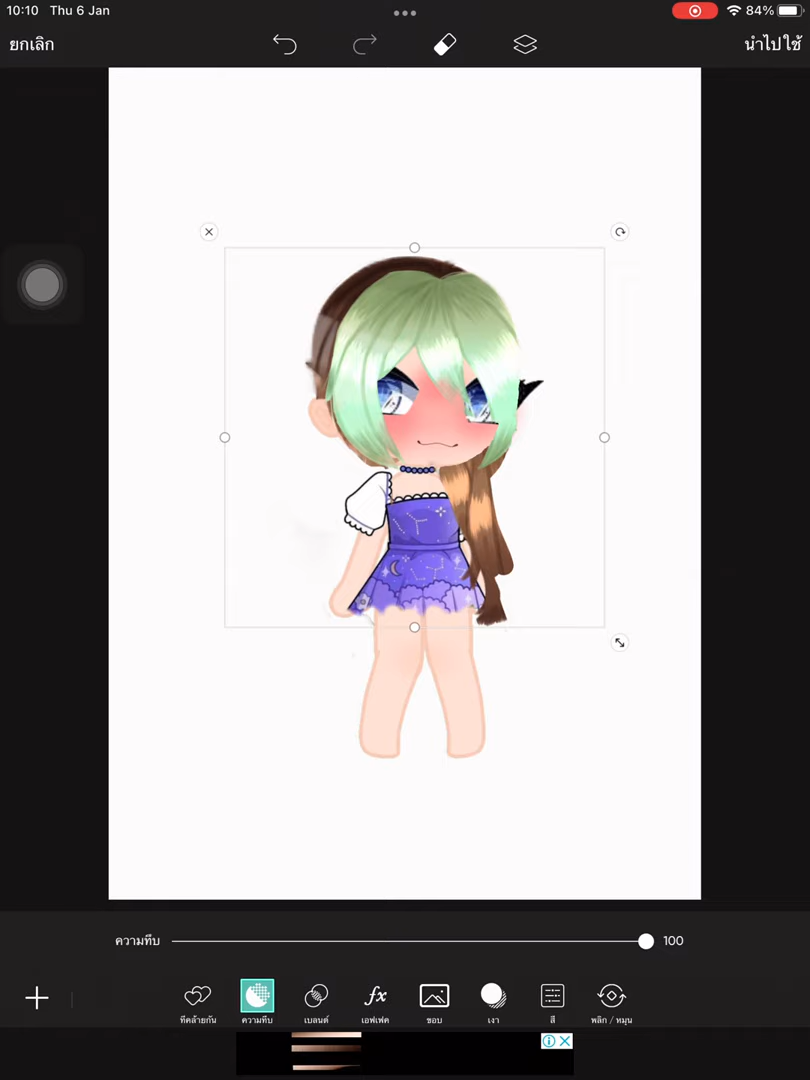 10:10 Thu 6 Jan
84%
ยกเลิก
นำไปใช้
ความทึบ
100
fx
ที่คล้ายกัน
ความทึบ
เบลนด์
เอฟเฟค
ขอบ
เงา
สี
พลิก / หมุน